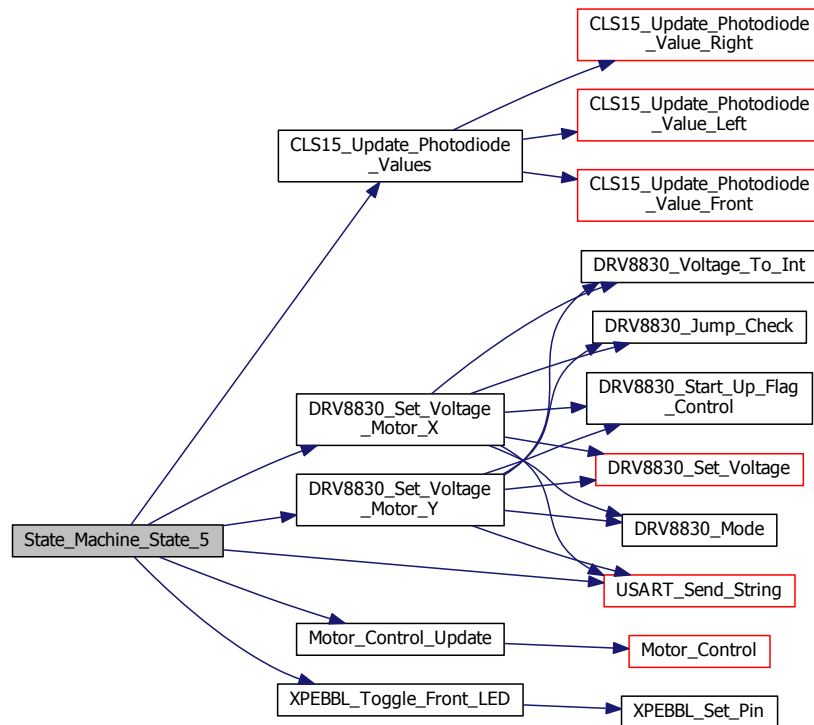 CLS15_Update_Photodiode
_Value_Right
CLS15_Update_Photodiode
_Value_Left
CLS15_Update_Photodiode
_Values
CLS15_Update_Photodiode
_Value_Front
DRV8830_Voltage_To_Int
DRV8830_Jump_Check
DRV8830_Start_Up_Flag
_Control
DRV8830_Set_Voltage
_Motor_X
DRV8830_Set_Voltage
DRV8830_Set_Voltage
_Motor_Y
DRV8830_Mode
State_Machine_State_5
USART_Send_String
Motor_Control_Update
Motor_Control
XPEBBL_Toggle_Front_LED
XPEBBL_Set_Pin